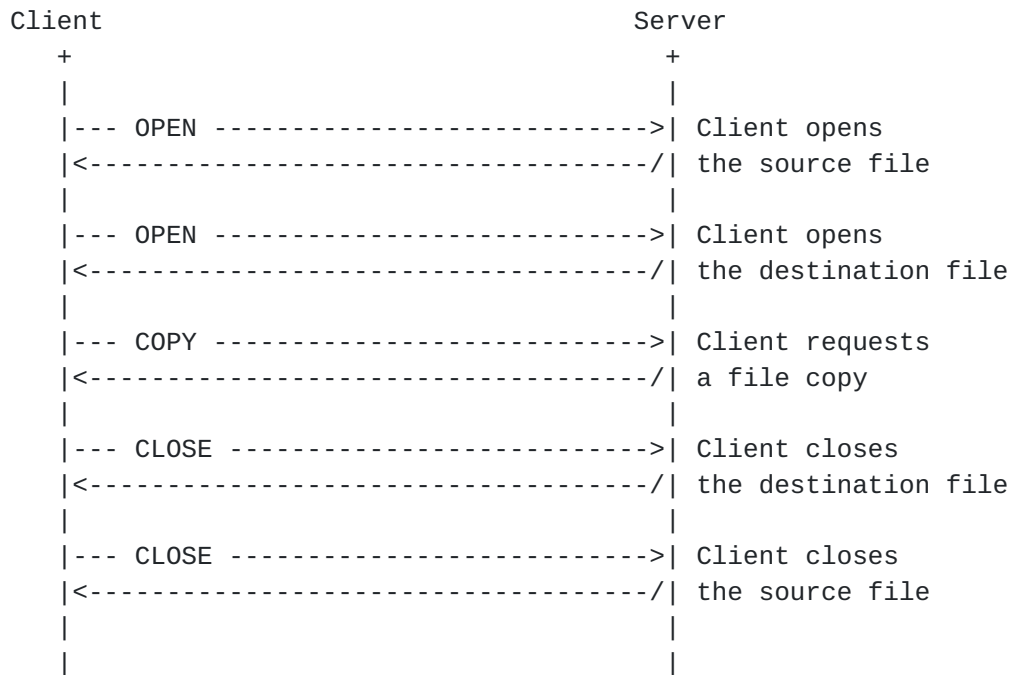 Client                                  Server
   +                                      +
   |                                      |
   |--- OPEN ---------------------------->| Client opens
   |<------------------------------------/| the source file
   |                                      |
   |--- OPEN ---------------------------->| Client opens
   |<------------------------------------/| the destination file
   |                                      |
   |--- COPY ---------------------------->| Client requests
   |<------------------------------------/| a file copy
   |                                      |
   |--- CLOSE --------------------------->| Client closes
   |<------------------------------------/| the destination file
   |                                      |
   |--- CLOSE --------------------------->| Client closes
   |<------------------------------------/| the source file
   |                                      |
   |                                      |